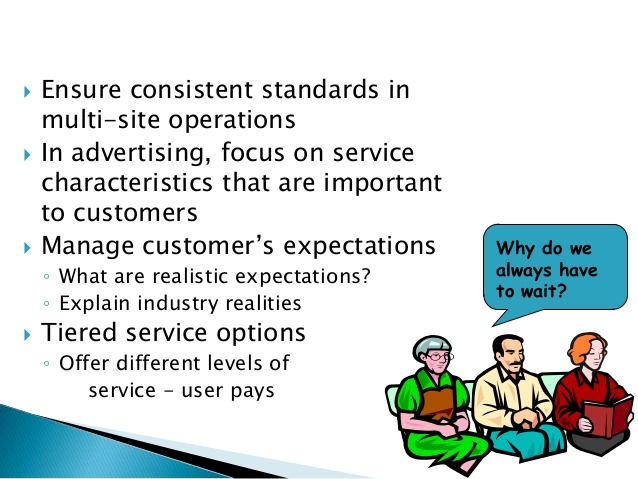 Ensure consistent standards in
multi-site operations
In advertising, focus on service
characteristics that are important
to customers
Manage customer's expectations
What are realistic expectations?
Explain industry realities
Tiered service options
Offer different levels of
service - user pays
Why do we
always have
to wait?